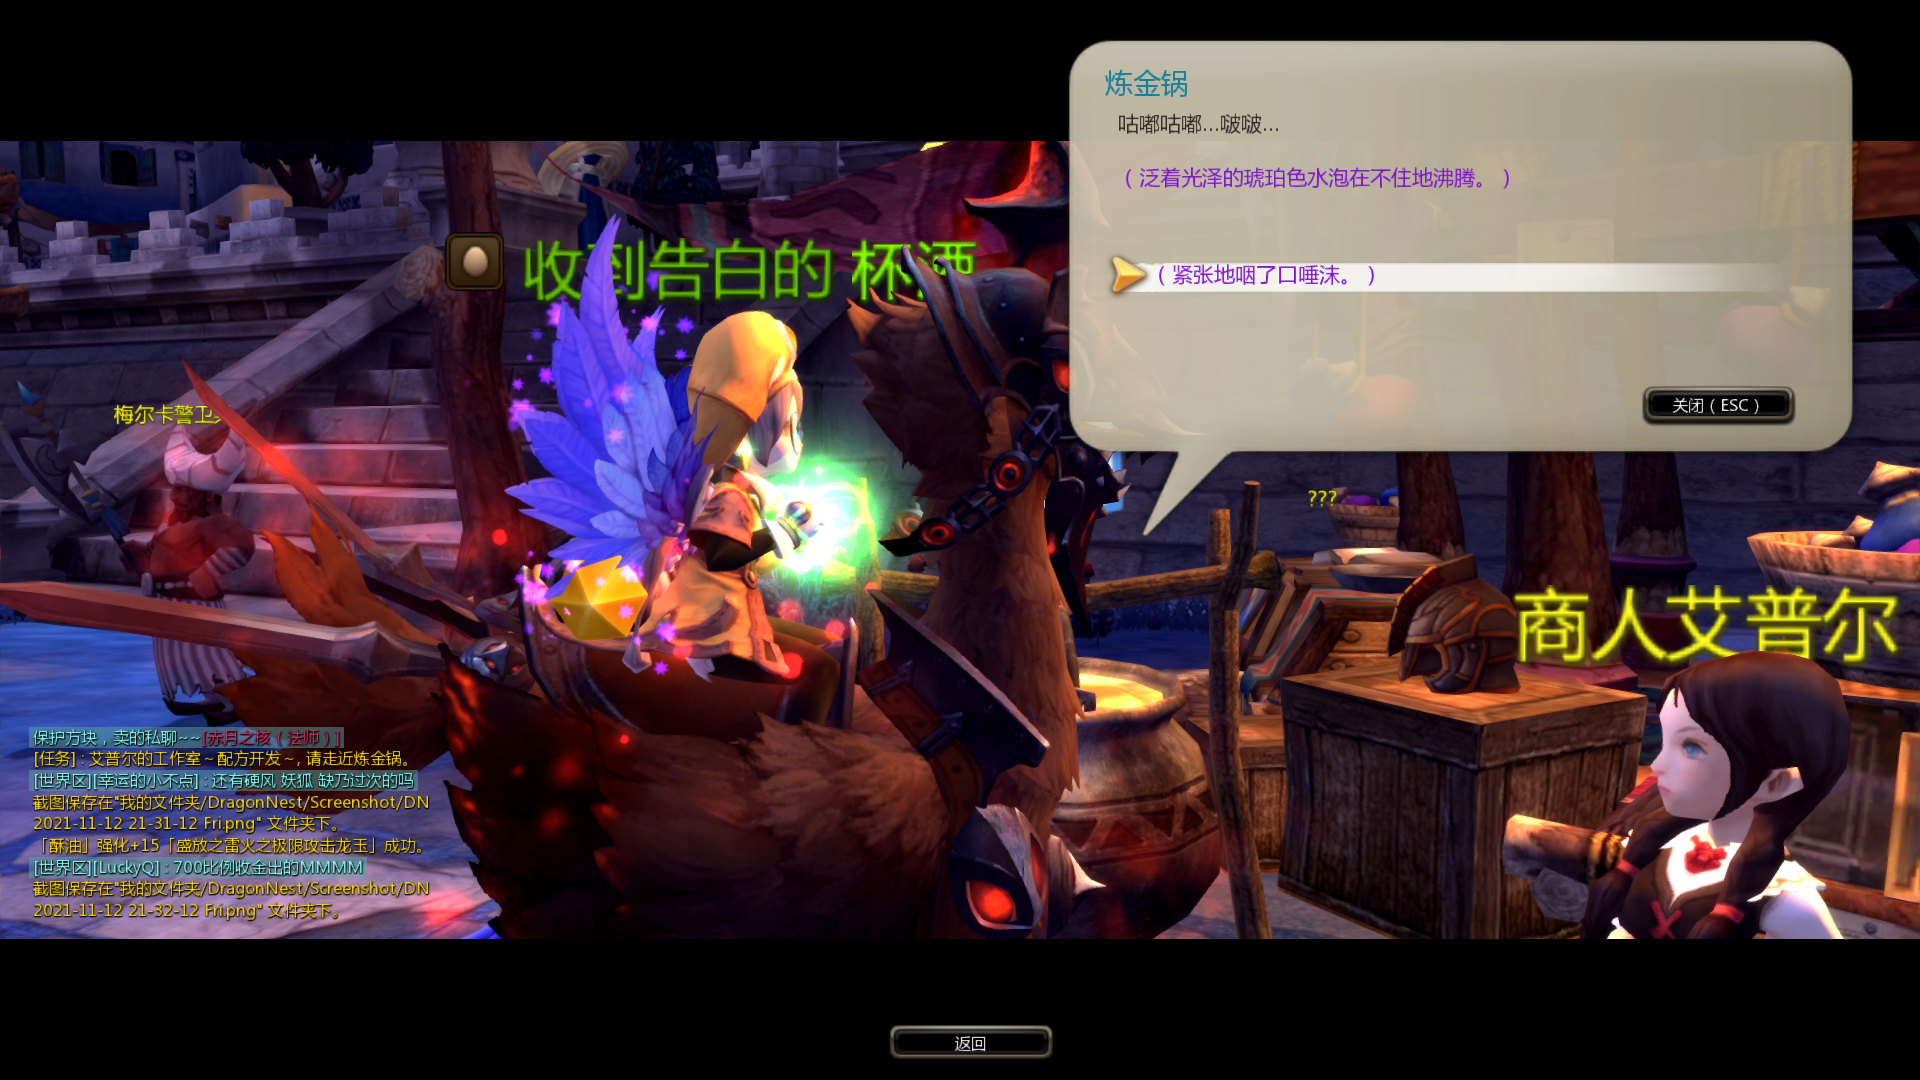 炼金锅
咕嘟咕嘟...啵啵...
（ 泛着光泽的琥珀色水泡在不住地沸腾。 ）
（ 紧张地咽了口唾沫。 ）
关闭（ ESC ）
收到告白的 杯酒
梅尔卡警卫
???
商人艾普尔
保护方块，卖的私聊~~[赤月之核（法师）]
[任务] : 艾普尔的工作室～配方开发～, 请走近炼金锅。
[世界区][幸运的小不点] : 还有硬风 妖狐 缺乃过次的吗
截图保存在"我的文件夹/DragonNest/Screenshot/DN
2021-11-12 21-31-12 Fri.png" 文件夹下。
「酥油」强化+15「盛放之雷火之极限攻击龙玉」成功。
[世界区][LuckyQ] : 700比例收金出的MMMM
截图保存在"我的文件夹/DragonNest/Screenshot/DN
2021-11-12 21-32-12 Fri.png" 文件夹下。
返回